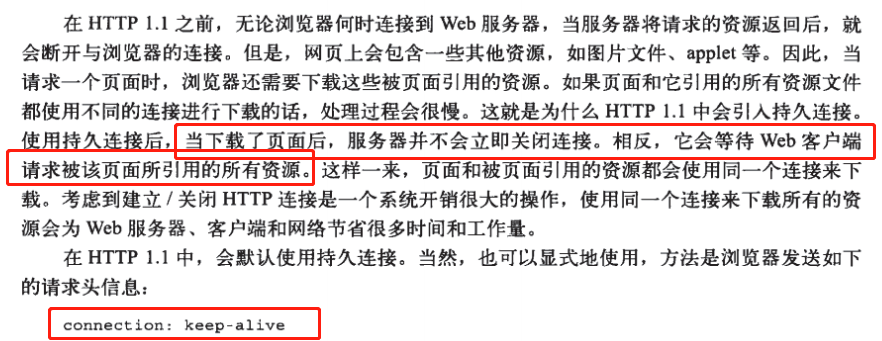 在 HTTP 1.1 之前，无论浏览器何时连接到 Web 服务器，当服务器将请求的资源返回后，就
会断开与浏览器的连接。但是，网页上会包含一些其他资源，如图片文件、applet 等。因此，当
请求一个页面时，浏览器还需要下载这些被页面引用的资源。如果页面和它引用的所有资源文件
都使用不同的连接进行下载的话，处理过程会很慢。这就是为什么 HTTP 1.1 中会引入持久连接。
使用持久连接后，当下载了页面后，服务器并不会立即关闭连接。相反，它会等待 Web 客户端
请求被该页面所引用的所有资源。这样一来，页面和被页面引用的资源都会使用同一个连接来下
载。考虑到建立 / 关闭 HTTP 连接是一个系统开销很大的操作，使用同一个连接来下载所有的资
源会为 Web 服务器、客户端和网络节省很多时间和工作量。
在 HTTP 1.1 中，会默认使用持久连接。当然，也可以显式地使用，方法是浏览器发送如下
的请求头信息：
connection: keep-alive